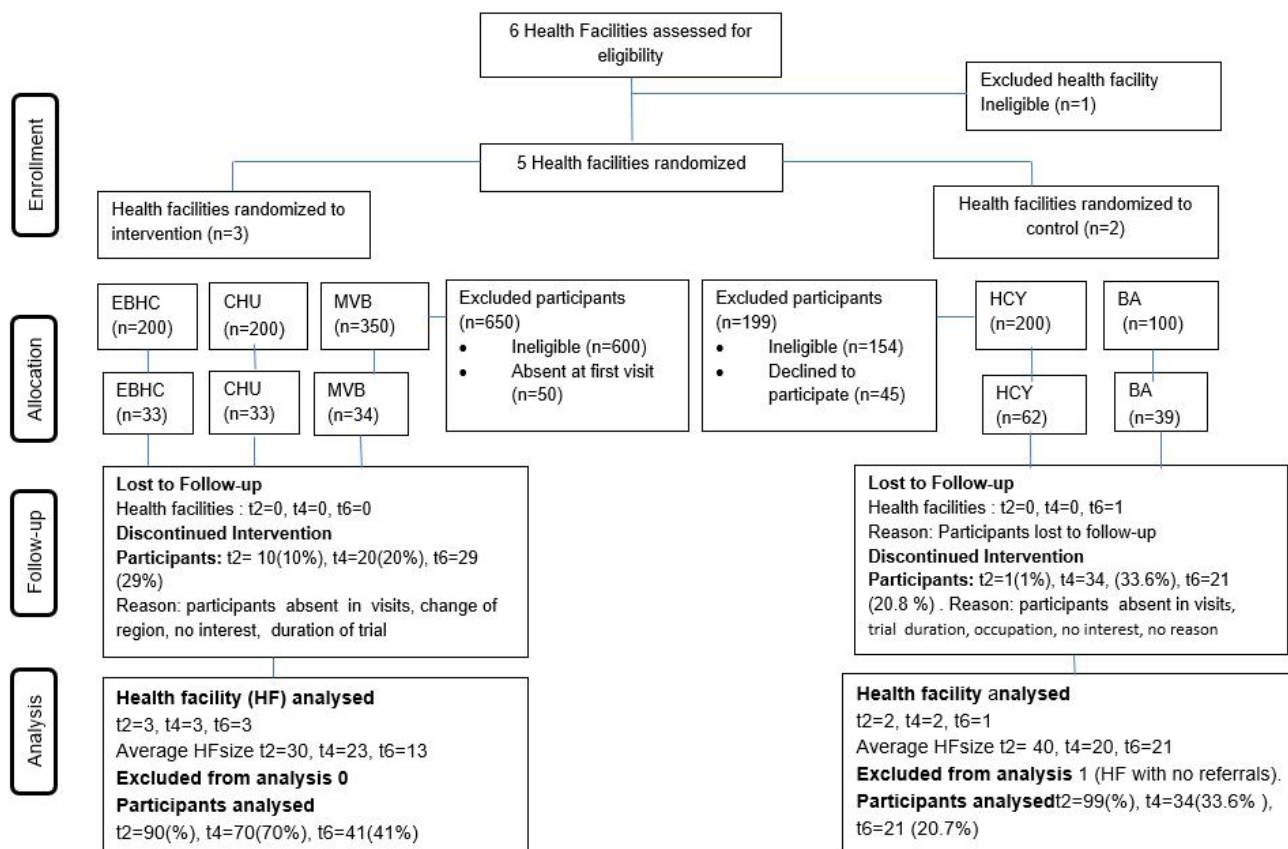 6 Health Facilities assessed for
eligibility
Excluded health facility
Ineligible (n=1)
Enrollment
5 Health facilities randomized
Health facilities randomized to
intervention (n=3)
Health facilities randomized to
control (n=2)
Allocation
EBHC
(n=200)
CHU
(n=200)
MVB
(n=350)
Excluded participants
(n=650)
• Ineligible (n=600)
• Absent at first visit
(n=50)
Excluded participants
(n=199)
• Ineligible (n=154)
• Declined to
participate (n=45)
HCY
(n=200)
BA
(n=100)
EBHC
(n=33)
CHU
(n=33)
MVB
(n=34)
HCY
(n=62)
BA
(n=39)
Follow-up
Lost to Follow-up
Health facilities : t2=0, t4=0, t6=0
Discontinued Intervention
Participants: t2= 10(10%), t4=20(20%), t6=29
(29%)
Reason: participants absent in visits, change of
region, no interest, duration of trial
Lost to Follow-up
Health facilities : t2=0, t4=0, t6=1
Reason: Participants lost to follow-up
Discontinued Intervention
Participants: t2=1(1%), t4=34, (33.6%), t6=21
(20.8 %) . Reason: participants absent in visits,
trial duration, occupation, no interest, no reason
Analysis
Health facility (HF) analysed
t2=3, t4=3, t6=3
Average HFsize t2=30, t4=23, t6=13
Excluded from analysis 0
Participants analysed
t2=90(%), t4=70(70%), t6=41(41%)
Health facility analysed
t2=2, t4=2, t6=1
Average HFsize t2= 40, t4=20, t6=21
Excluded from analysis 1 (HF with no referrals).
Participants analysedt2=99(%), t4=34(33.6% ),
t6=21 (20.7%)